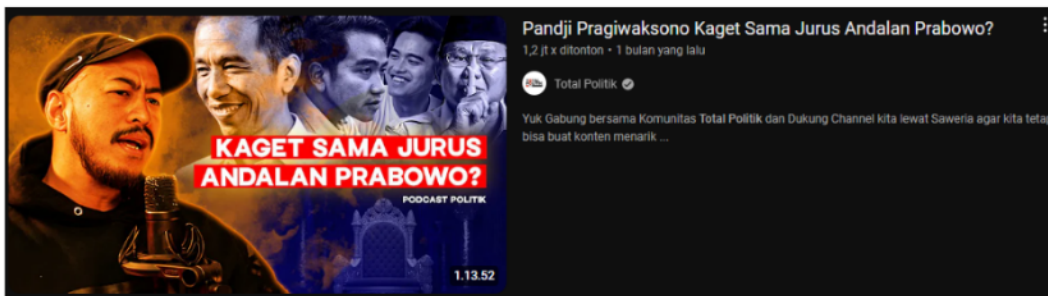 KAGET SAMA JURUS
ANDALAN PRABOWO?
PODCAST POLITIK
1.13.52
Pandji Pragiwaksono Kaget Sama Jurus Andalan Prabowo?
1,2 jt x ditonton • 1 bulan yang lalu
Total Politik
Yuk Gabung bersama Komunitas Total Politik dan Dukung Channel kita lewat Saweria agar kita tetap
bisa buat konten menarik ...